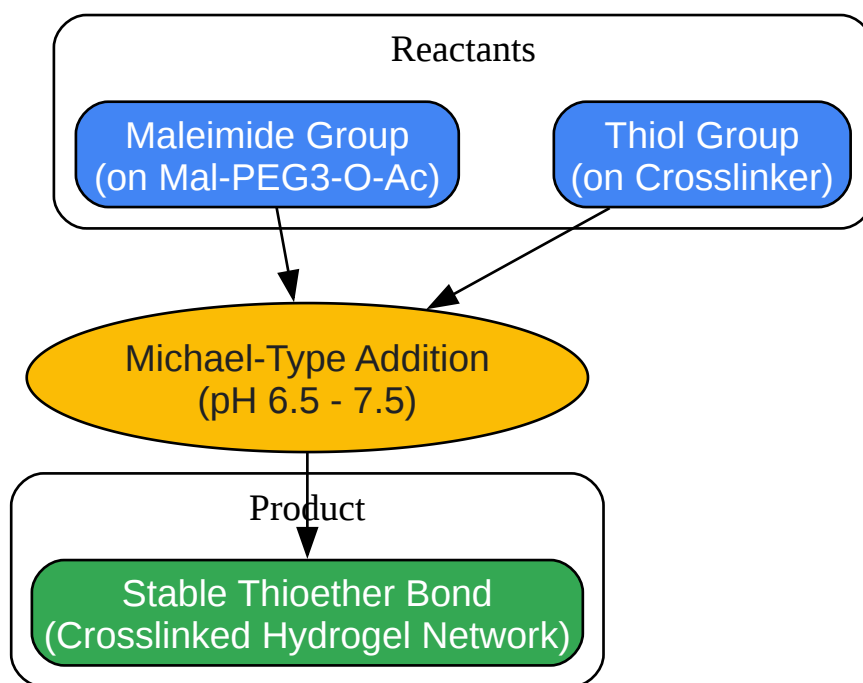 Reactants
Maleimide Group
(on Mal-PEG3-O-Ac)
Thiol Group
(on Crosslinker)
Michael-Type Addition
(pH 6.5 - 7.5)
Product
Stable Thioether Bond
(Crosslinked Hydrogel Network)